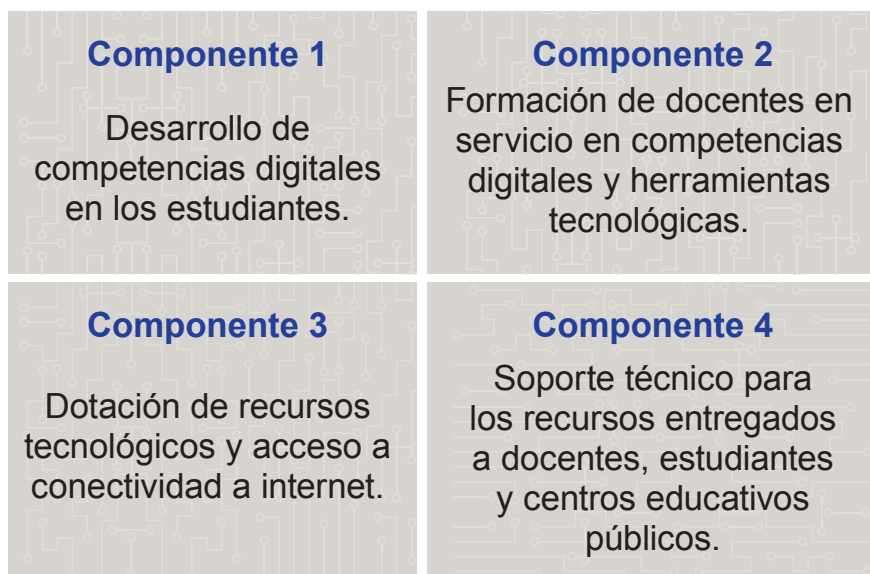 Componente 1
Desarrollo de
competencias digitales
en los estudiantes.
Componente 2
Formación de docentes en
servicio en competencias
digitales y herramientas
tecnológicas.
Componente 3
Dotación de recursos
tecnológicos y acceso a
conectividad a internet.
Componente 4
Soporte técnico para
los recursos entregados
a docentes, estudiantes
y centros educativos
públicos.